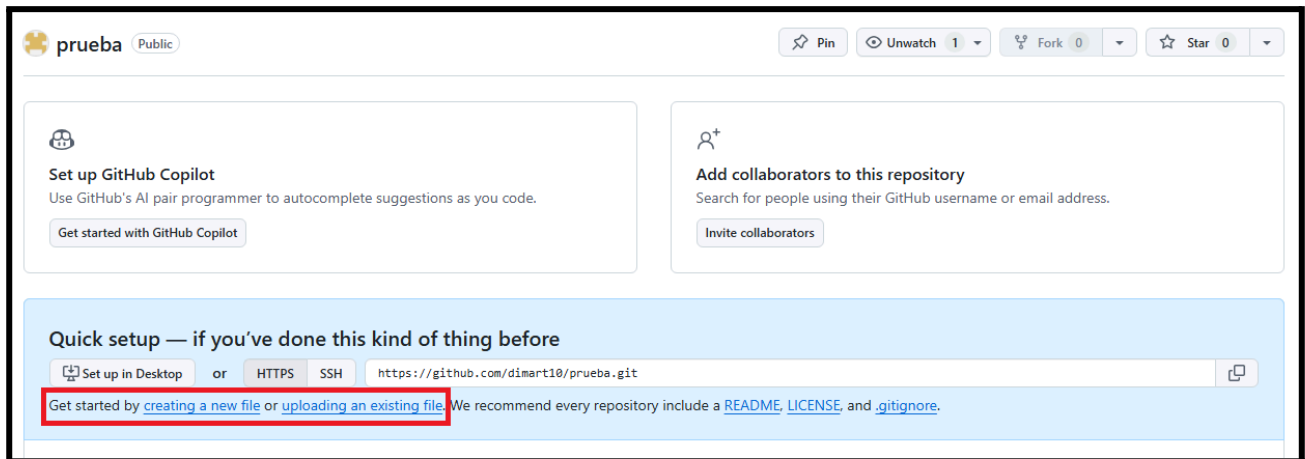 prueba Public Pin Unwatch 1 Fork 0 Star 0
Set up GitHub Copilot
Use GitHub's AI pair programmer to autocomplete suggestions as you code.
Get started with GitHub Copilot
Add collaborators to this repository
Search for people using their GitHub username or email address.
Invite collaborators
Quick setup — if you've done this kind of thing before
Set up in Desktop or HTTPS SSH https://github.com/dimart10/prueba.git
Get started by creating a new file or uploading an existing file. We recommend every repository include a README, LICENSE, and .gitignore.